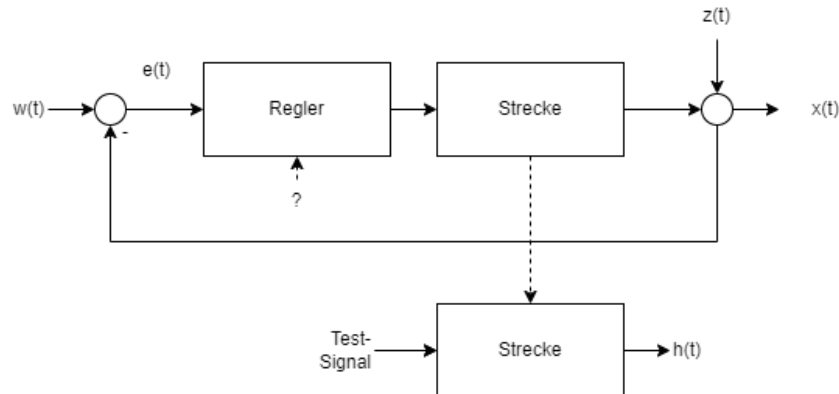 z(t)
e(t)
w(t)
Regler
Strecke
x(t)
-
?
Test-
Signal
Strecke
h(t)